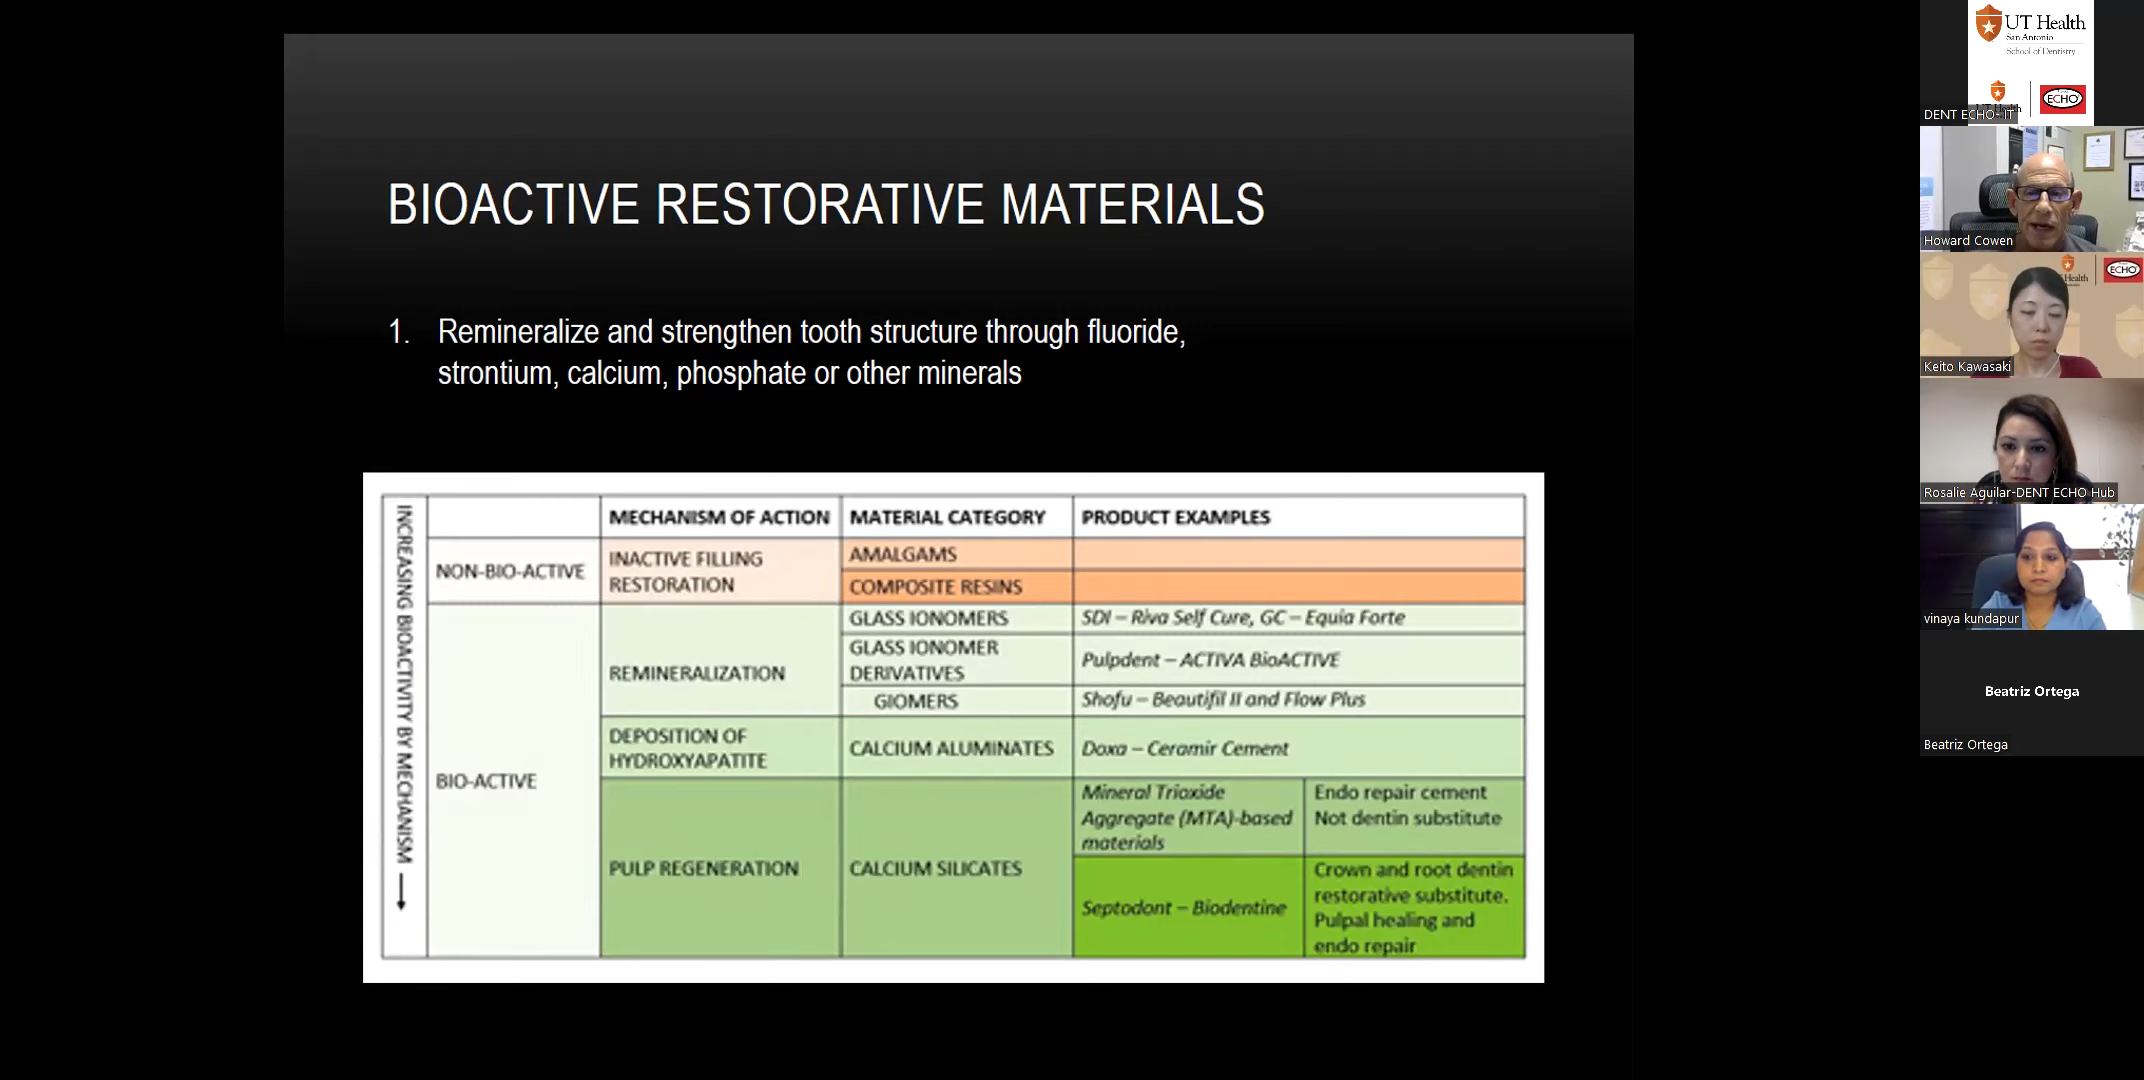 BIOACTIVE RESTORATIVE MATERIALS
1. Remineralize and strengthen tooth structure through fluoride,
strontium, calcium, phosphate or other minerals
INCREASING BIOACTIVITY BY MECHANISM →
MECHANISM OF ACTION
MATERIAL CATEGORY
PRODUCT EXAMPLES
NON-BIO-ACTIVE
INACTIVE FILLING
RESTORATION
AMALGAMS
COMPOSITE RESINS
BIO-ACTIVE
REMINERALIZATION
GLASS IONOMERS
SDI – Riva Self Cure, GC – Equia Forte
GLASS IONOMER
DERIVATIVES
Pulpdent – ACTIVA BioACTIVE
GIOMERS
Shofu – Beautifil II and Flow Plus
DEPOSITION OF
HYDROXYAPATITE
CALCIUM ALUMINATES
Doxa – Ceramir Cement
PULP REGENERATION
CALCIUM SILICATES
Mineral Trioxide
Aggregate (MTA)-based
materials
Endo repair cement
Not dentin substitute
Septodont – Biodentine
Crown and root dentin
restorative substitute.
Pulpal healing and
endo repair
UT Health
San Antonio
School of Dentistry
ECHO
DENT ECHO- IT
Howard Cowen
Health
ECHO
Keito Kawasaki
Rosalie Aguilar-DENT ECHO Hub
vinaya kundapur
Beatriz Ortega
Beatriz Ortega